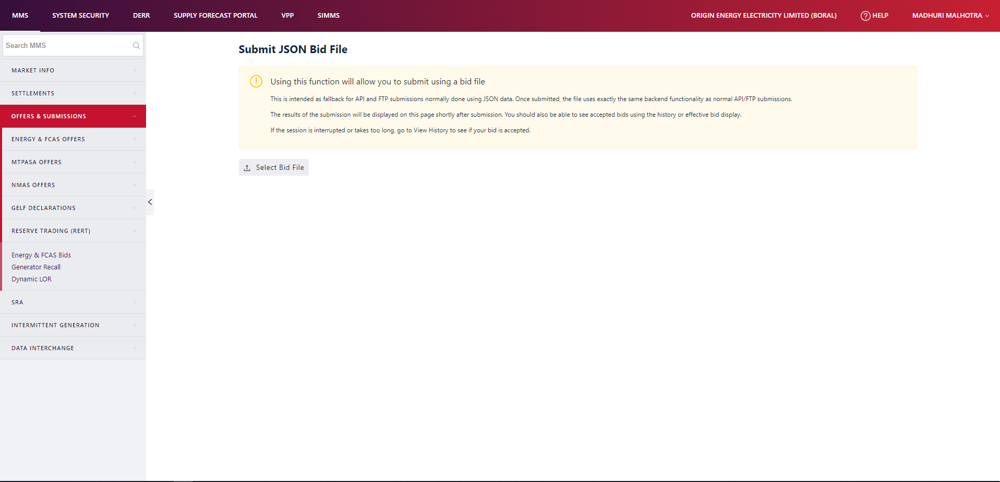 MMS SYSTEM SECURITY DERR SUPPLY FORECAST PORTAL VPP SIMMS ORIGIN ENERGY ELECTRICITY LIMITED (BORAL) ? HELP MADHURI MALHOTRA
Search MMS
MARKET INFO
SETTLEMENTS
OFFERS & SUBMISSIONS
ENERGY & FCAS OFFERS
MTPASA OFFERS
NMAS OFFERS
GELF DECLARATIONS
RESERVE TRADING (RERT)
Energy & FCAS Bids
Generator Recall
Dynamic LOR
SRA
INTERMITTENT GENERATION
DATA INTERCHANGE
Submit JSON Bid File
Using this function will allow you to submit using a bid file
This is intended as fallback for API and FTP submissions normally done using JSON data. Once submitted, the file uses exactly the same backend functionality as normal API/FTP submissions.
The results of the submission will be displayed on this page shortly after submission. You should also be able to see accepted bids using the history or effective bid display.
If the session is interrupted or takes too long, go to View History to see if your bid is accepted.
Select Bid File